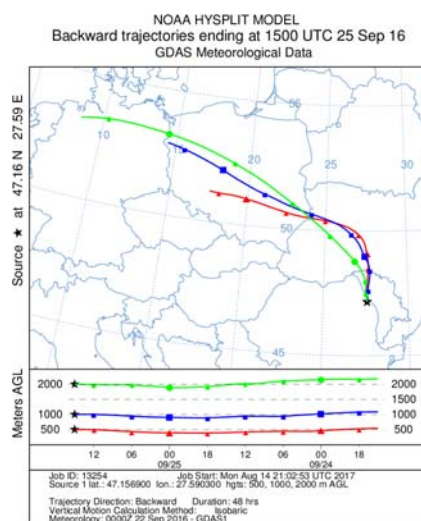 NOAA HYSPLIT MODEL
Backward trajectories ending at 1500 UTC 25 Sep 16
GDAS Meteorological Data
Source ★ at 47.16 N 27.59 E
10
15
20
25
30
55
50
45
Meters AGL
2000
1500
1000
500
2000
1000
500
12 06 00 18 12 06 00 18
09/25 09/24
Job ID: 13254 Job Start: Mon Aug 14 21:02:53 UTC 2017
Source 1 lat.: 47.156900 lon.: 27.590300 hgts: 500, 1000, 2000 m AGL
Trajectory Direction: Backward Duration: 48 hrs
Vertical Motion Calculation Method: Isobaric
Meteorology: 0000Z 22 Sep 2016 - GDAS1